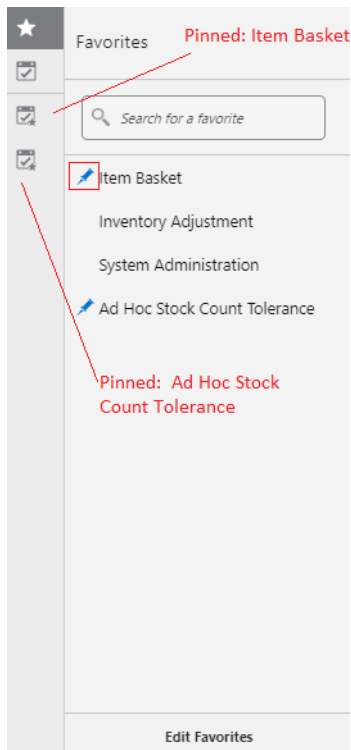 Favorites
Pinned: Item Basket
Search for a favorite
Item Basket
Inventory Adjustment
System Administration
Ad Hoc Stock Count Tolerance
Pinned: Ad Hoc Stock
Count Tolerance
Edit Favorites